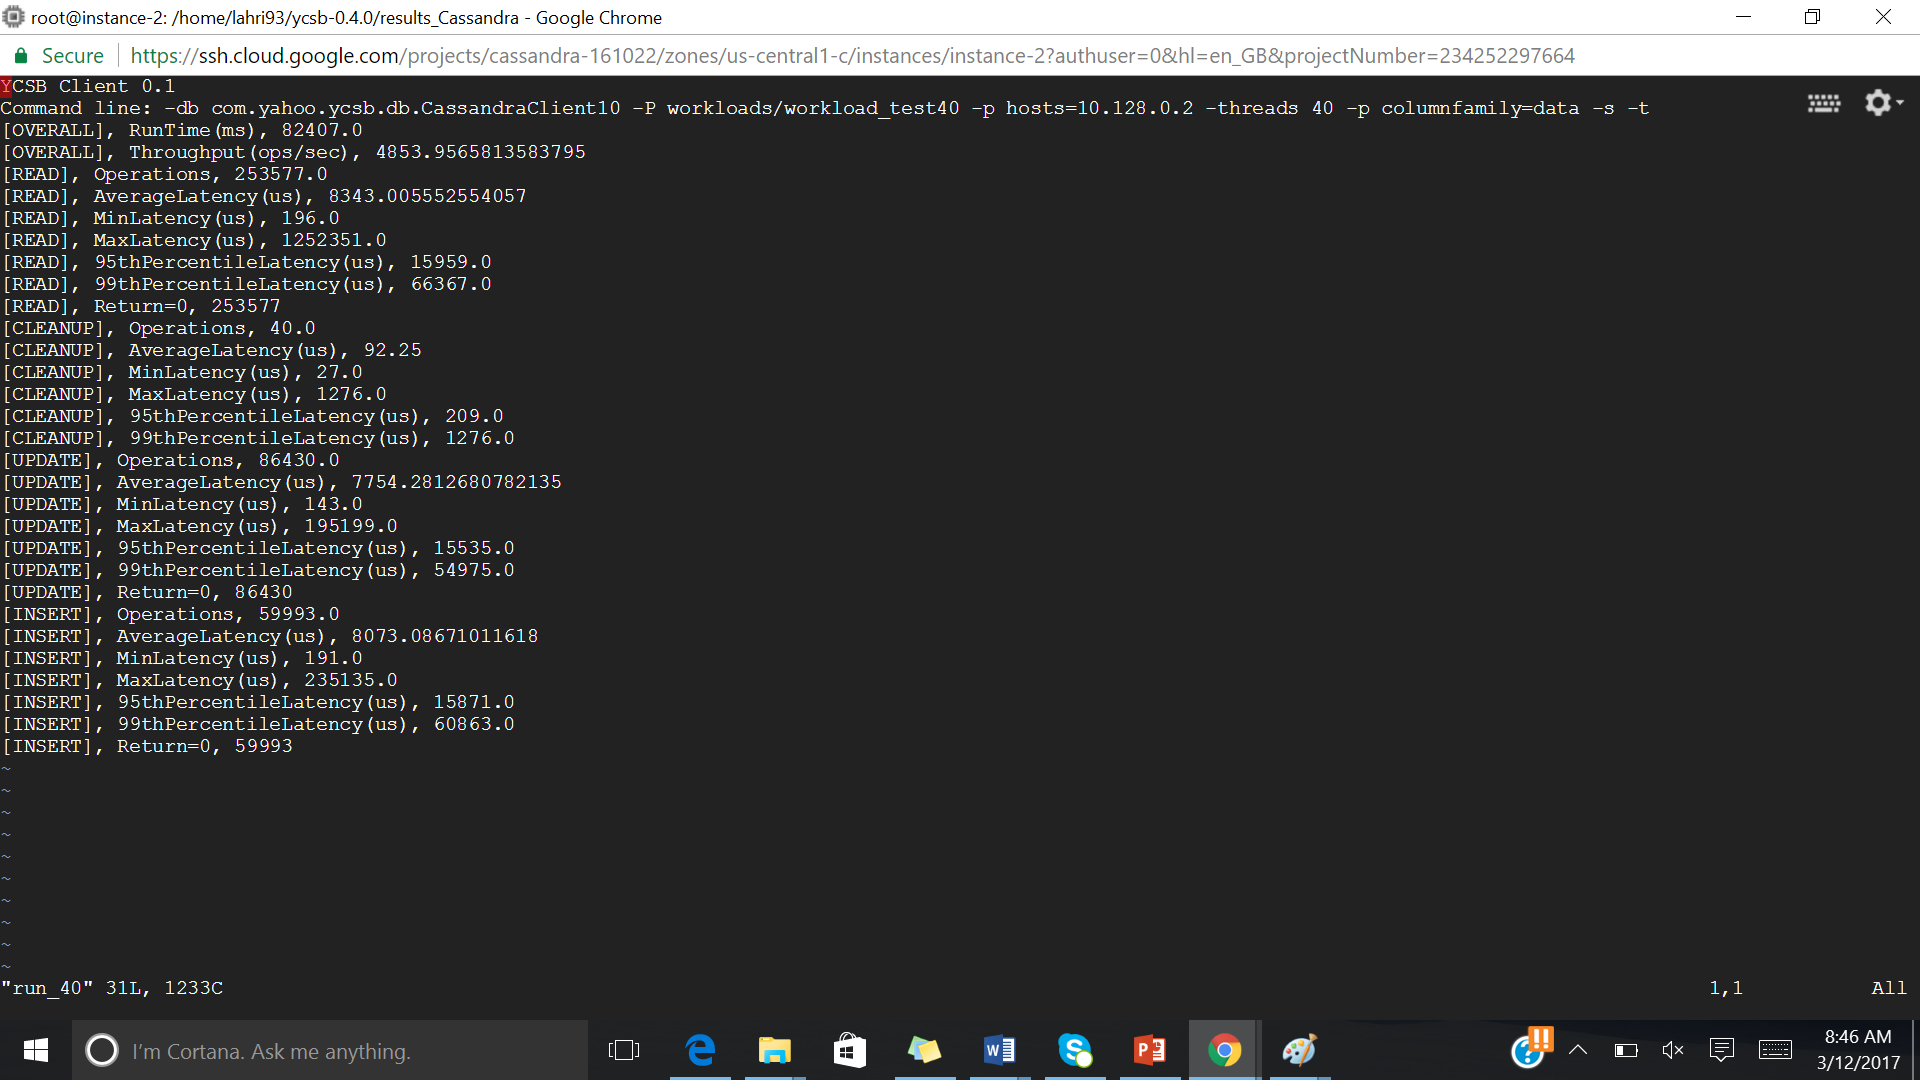 root@instance-2: /home/lahri93/ycsb-0.4.0/results_Cassandra - Google Chrome
Secure https://ssh.cloud.google.com/projects/cassandra-161022/zones/us-central1-c/instances/instance-2?authuser=0&hl=en_GB&projectNumber=234252297664
YCSB Client 0.1
Command line: -db com.yahoo.ycsb.db.CassandraClient10 -P workloads/workload_test40 -p hosts=10.128.0.2 -threads 40 -p columnfamily=data -s -t
[OVERALL], RunTime(ms), 82407.0
[OVERALL], Throughput(ops/sec), 4853.9565813583795
[READ], Operations, 253577.0
[READ], AverageLatency(us), 8343.005552554057
[READ], MinLatency(us), 196.0
[READ], MaxLatency(us), 1252351.0
[READ], 95thPercentileLatency(us), 15959.0
[READ], 99thPercentileLatency(us), 66367.0
[READ], Return=0, 253577
[CLEANUP], Operations, 40.0
[CLEANUP], AverageLatency(us), 92.25
[CLEANUP], MinLatency(us), 27.0
[CLEANUP], MaxLatency(us), 1276.0
[CLEANUP], 95thPercentileLatency(us), 209.0
[CLEANUP], 99thPercentileLatency(us), 1276.0
[UPDATE], Operations, 86430.0
[UPDATE], AverageLatency(us), 7754.2812680782135
[UPDATE], MinLatency(us), 143.0
[UPDATE], MaxLatency(us), 195199.0
[UPDATE], 95thPercentileLatency(us), 15535.0
[UPDATE], 99thPercentileLatency(us), 54975.0
[UPDATE], Return=0, 86430
[INSERT], Operations, 59993.0
[INSERT], AverageLatency(us), 8073.08671011618
[INSERT], MinLatency(us), 191.0
[INSERT], MaxLatency(us), 235135.0
[INSERT], 95thPercentileLatency(us), 15871.0
[INSERT], 99thPercentileLatency(us), 60863.0
[INSERT], Return=0, 59993
~
~
~
~
~
~
~
~
~
~
"run_40" 31L, 1233C 1,1 All
I'm Cortana. Ask me anything.
8:46 AM
3/12/2017